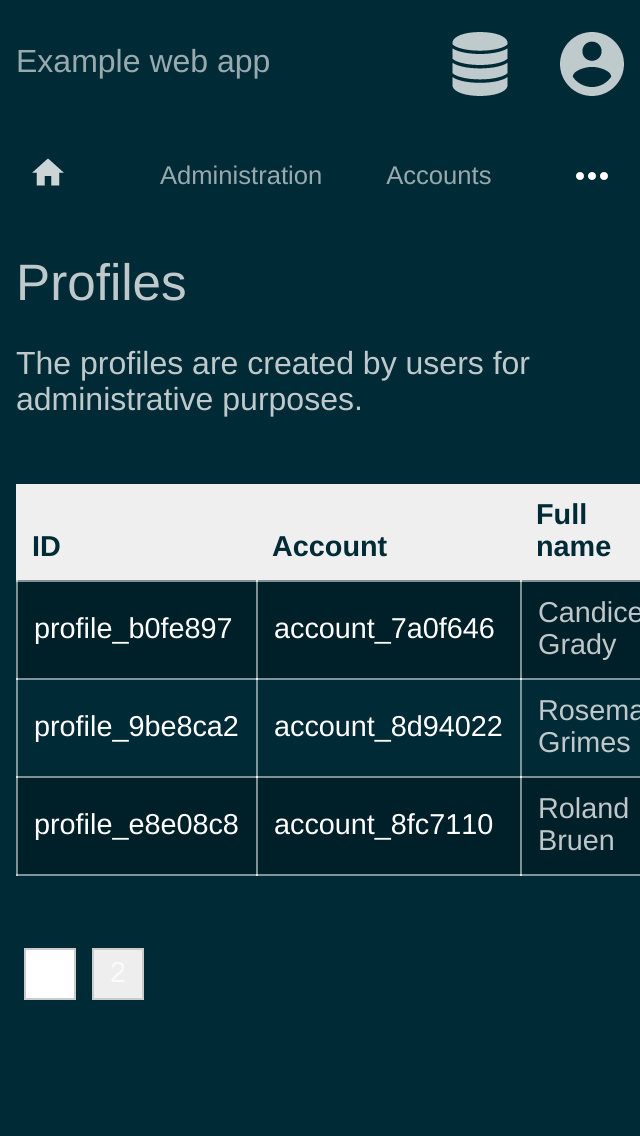 Example web app
Administration Accounts
Profiles
The profiles are created by users for
administrative purposes.
ID Account Full name
profile_b0fe897 account_7a0f646 Candice Grady
profile_9be8ca2 account_8d94022 Rosema Grimes
profile_e8e08c8 account_8fc7110 Roland Bruen
2